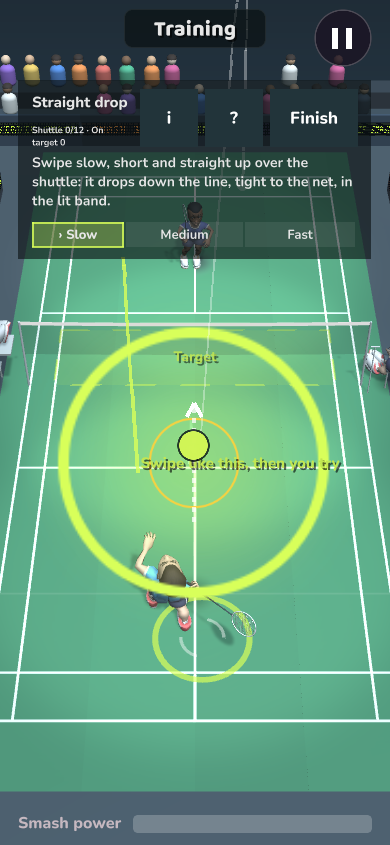 Training
Straight drop
Shuttle 0/12 · On
target 0
i
?
Finish
Swipe slow, short and straight up over the
shuttle: it drops down the line, tight to the net, in
the lit band.
› Slow
Medium
Fast
Target
Swipe like this, then you try
Smash power